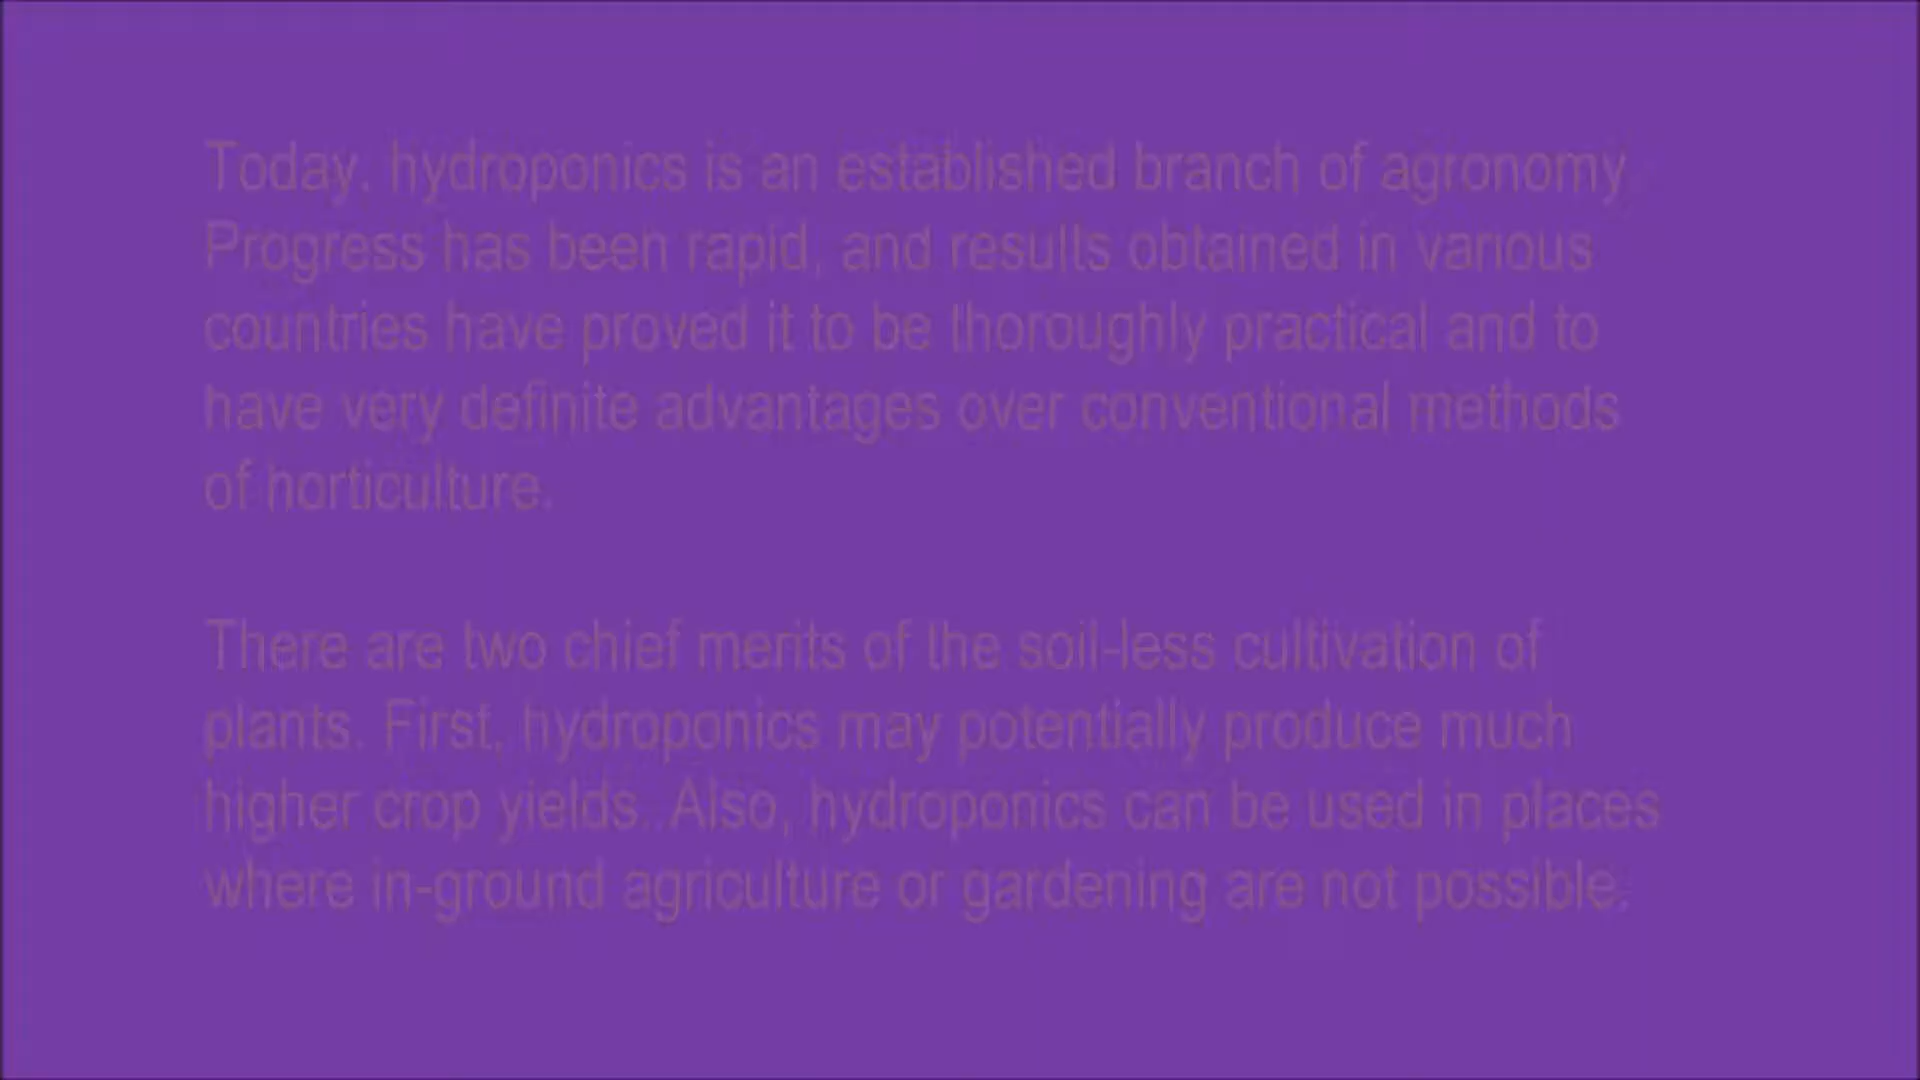 Today, hydroponics is an established branch of agronomy.
Progress has been rapid, and results obtained in various
countries have proved it to be thoroughly practical and to
have very definite advantages over conventional methods
of horticulture.
There are two chief merits of the soil-less cultivation of
plants. First, hydroponics may potentially produce much
higher crop yields. Also, hydroponics can be used in places
where in-ground agriculture or gardening are not possible.